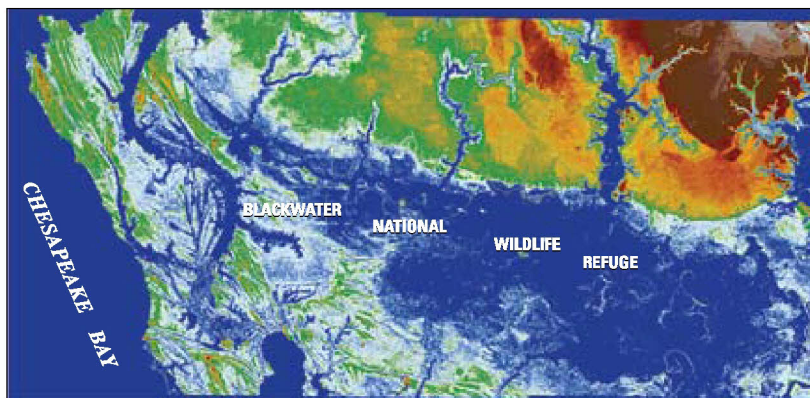 BLACKWATER
NATIONAL
WILDLIFE
REFUGE
CHESAPEAKE BAY